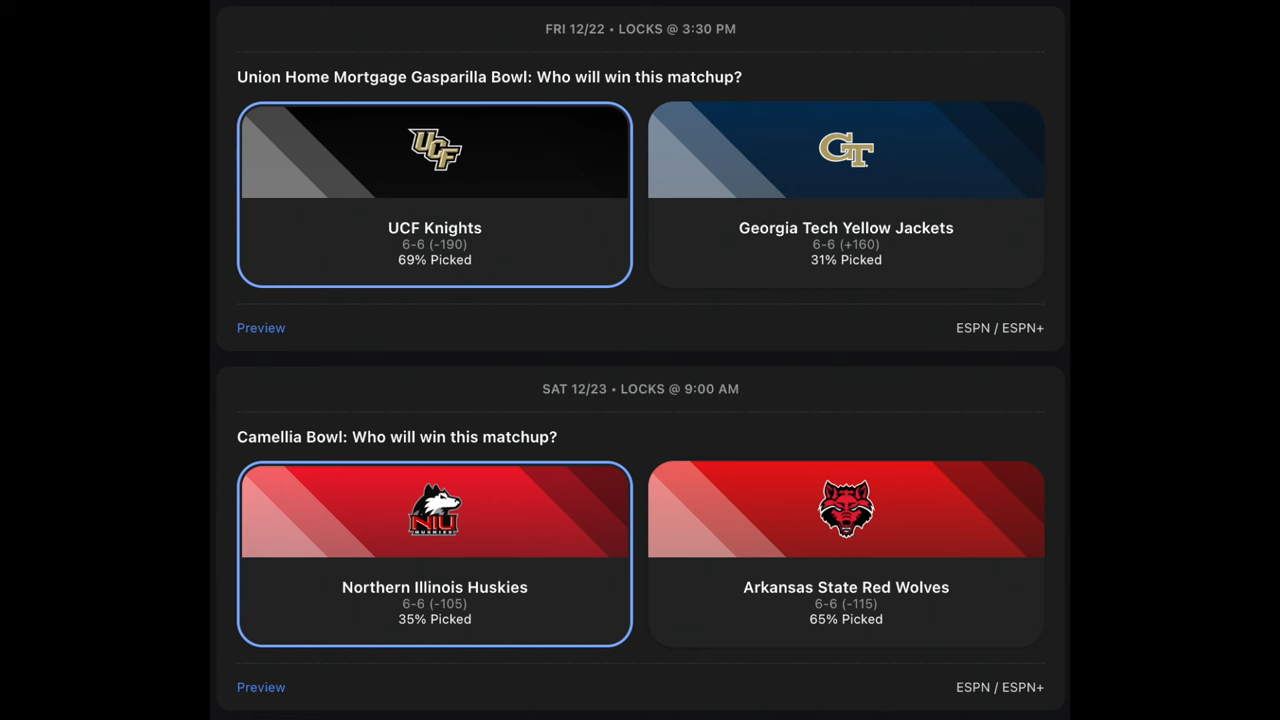 FRI 12/22 • LOCKS @ 3:30 PM
Union Home Mortgage Gasparilla Bowl: Who will win this matchup?
UCF
GT
UCF Knights
6-6 (-190)
69% Picked
Georgia Tech Yellow Jackets
6-6 (+160)
31% Picked
Preview
ESPN / ESPN+
SAT 12/23 • LOCKS @ 9:00 AM
Camellia Bowl: Who will win this matchup?
NIU
HUSKIES
Northern Illinois Huskies
6-6 (-105)
35% Picked
Arkansas State Red Wolves
6-6 (-115)
65% Picked
Preview
ESPN / ESPN+